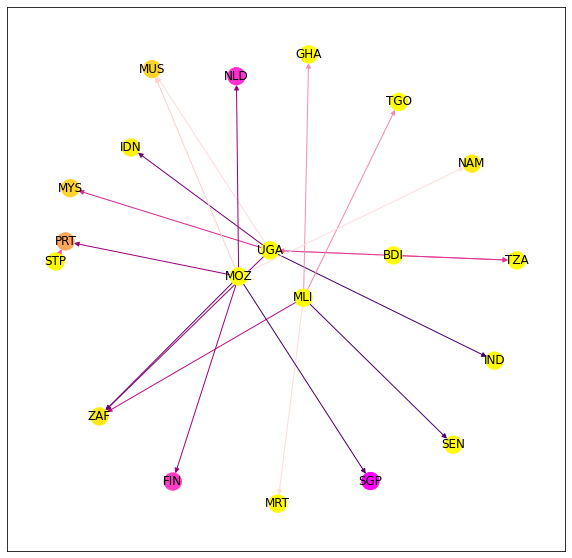 GHA
MUS
NLD
TGO
IDN
NAM
MYS
PRT
UGA
BDI
STP
TZA
MOZ
MLI
IND
ZAF
SEN
FIN
SGP
MRT